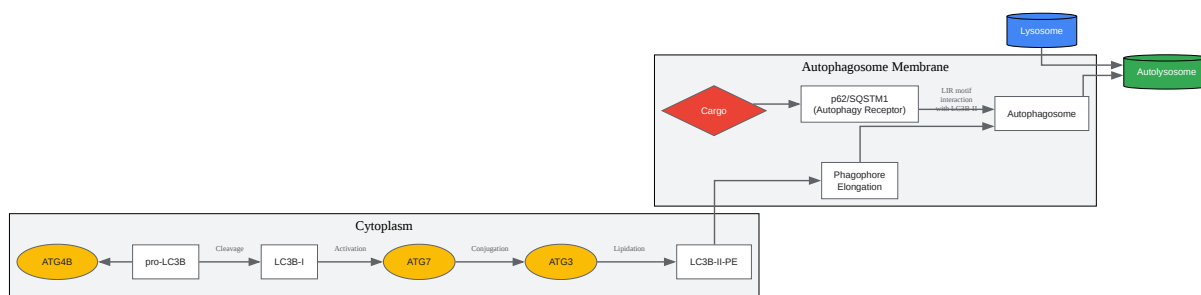 Lysosome
Autophagosome Membrane
Autolysosome
Cargo
p62/SQSTM1
(Autophagy Receptor)
LIR motif
interaction
with LC3B-II
Autophagosome
Phagophore
Elongation
Cytoplasm
ATG4B
pro-LC3B
Cleavage
LC3B-I
Activation
ATG7
Conjugation
ATG3
Lipidation
LC3B-II-PE